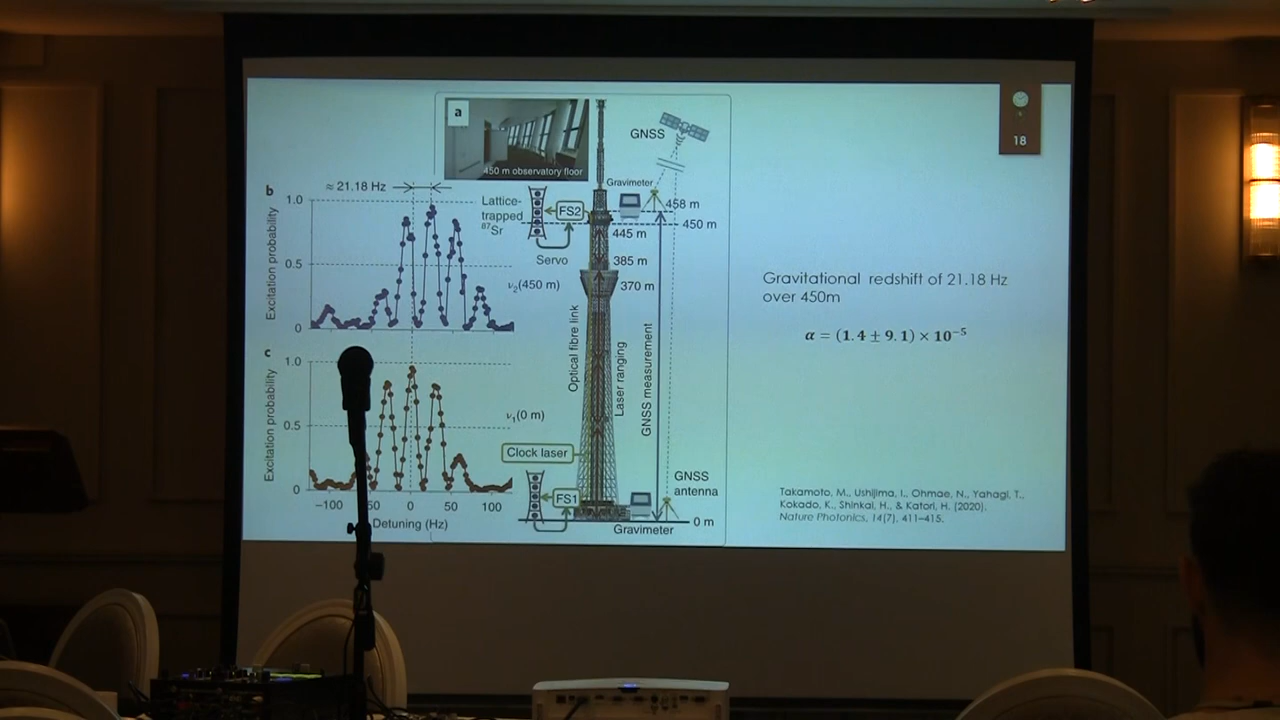 18
a
450 m observatory floor
GNSS
b
≈ 21.18 Hz
Gravimeter
Lattice-
trapped
⁸⁷Sr
FS2
458 m
450 m
445 m
Servo
385 m
370 m
Excitation probability
1.0
0.5
0
ν₂(450 m)
Optical fibre link
Laser ranging
GNSS measurement
c
Excitation probability
1.0
0.5
0
ν₁(0 m)
Clock laser
FS1
GNSS
antenna
0 m
Gravimeter
−100
0
50
100
Detuning (Hz)
Gravitational redshift of 21.18 Hz
over 450m
α = (1.4 ± 9.1) × 10⁻⁵
Takamoto, M., Ushijima, I., Ohmae, N., Yahagi, T.,
Kokado, K., Shinkai, H., & Katori, H. (2020).
Nature Photonics, 14(7), 411–415.